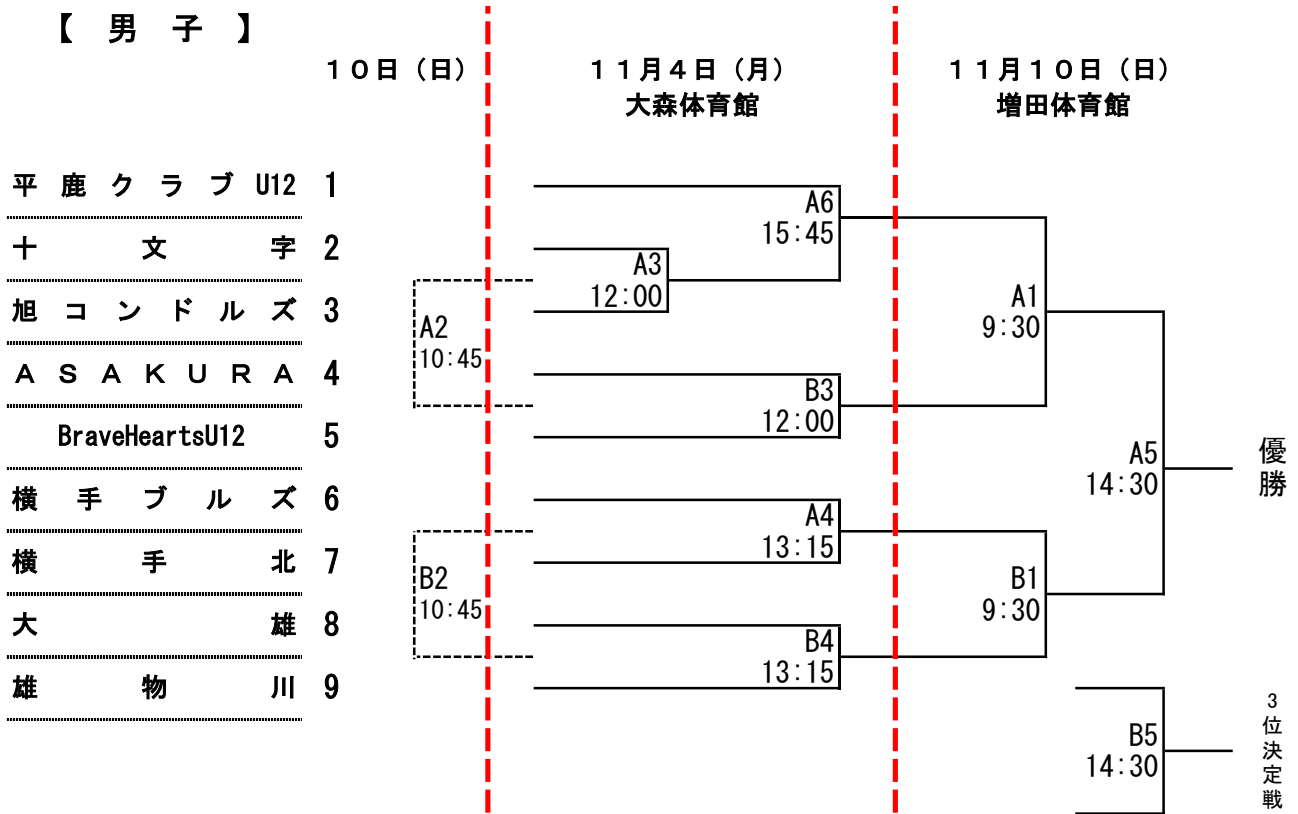 【 男 子 】
１０日（日）
１１月４日（月）
１１月１０日（日）
大森体育館
増田体育館
平鹿クラブU12 1
十文字 2
旭コンドルズ 3
ＡＳＡＫＵＲＡ 4
BraveHeartsU12 5
横手ブルズ 6
横手北 7
大雄 8
雄物川 9
A2
10:45
B2
10:45
A6
15:45
A3
12:00
B3
12:00
A4
13:15
B4
13:15
A1
9:30
B1
9:30
A5
14:30
優勝
B5
14:30
3位決定戦